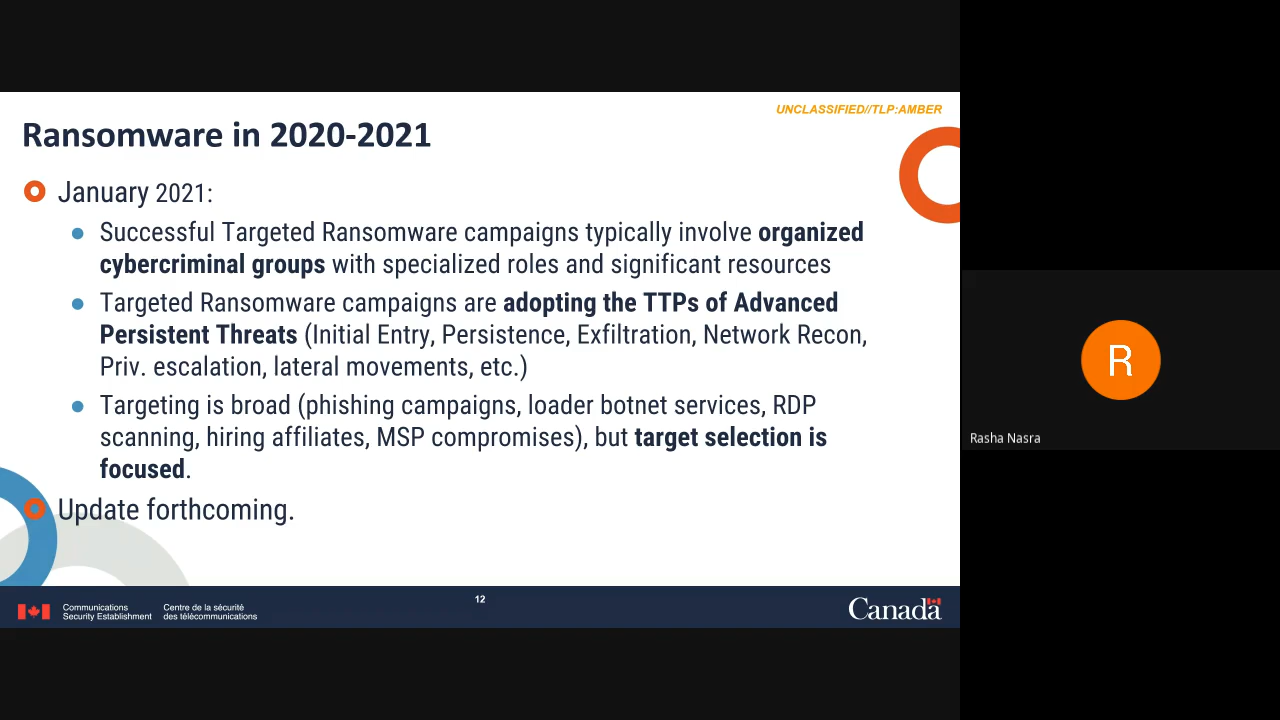 UNCLASSIFIED//TLP:AMBER
Ransomware in 2020-2021
January 2021:
Successful Targeted Ransomware campaigns typically involve organized
cybercriminal groups with specialized roles and significant resources
Targeted Ransomware campaigns are adopting the TTPs of Advanced
Persistent Threats (Initial Entry, Persistence, Exfiltration, Network Recon,
Priv. escalation, lateral movements, etc.)
Targeting is broad (phishing campaigns, loader botnet services, RDP
scanning, hiring affiliates, MSP compromises), but target selection is
focused.
Update forthcoming.
Communications
Security Establishment
Centre de la sécurité
des télécommunications
12
Canada
R
Rasha Nasra